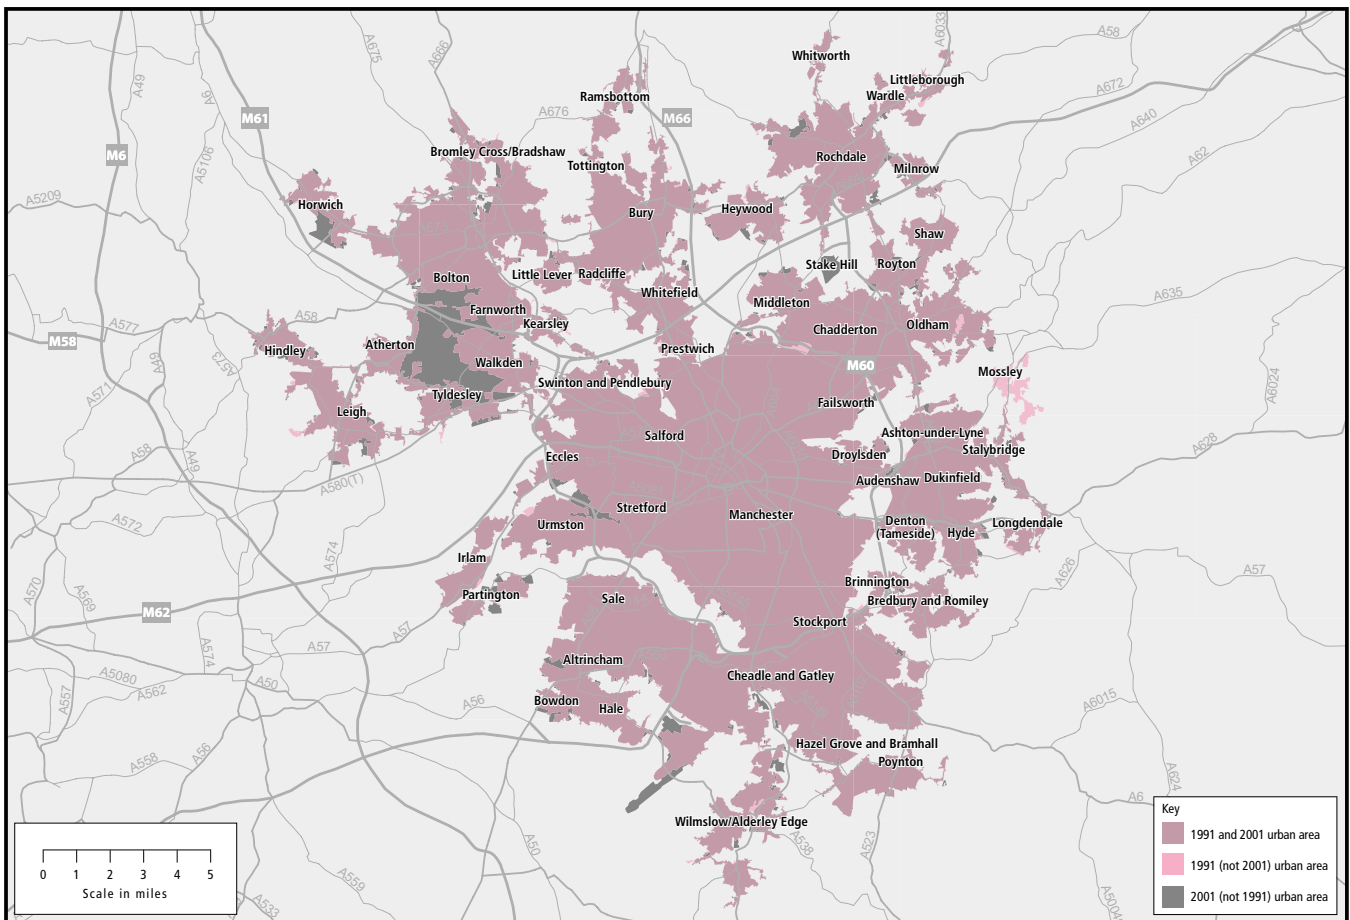 A58
A6033
Whitworth
A675
A666
A49
A6
Littleborough
Wardle
A672
Ramsbottom
A676
M61
M66
A640
M6
A5106
Bromley Cross/Bradshaw
Tottington
Rochdale
Milnrow
A62
A5209
Horwich
Bury
Heywood
Shaw
Bolton
Little Lever
Radcliffe
Stake Hill
Royton
Whitefield
A635
Farnworth
Middleton
A58
A577
Kearsley
Chadderton
Oldham
M58
Hindley
Atherton
Prestwich
A49
A573
Walkden
M60
Mossley
Swinton and Pendlebury
A571
Tyldesley
A6024
Leigh
Failsworth
Salford
Ashton-under-Lyne
A628
A58
A49
Eccles
Droylsden
Stalybridge
A580(T)
Audenshaw
Dukinfield
Stretford
Manchester
A572
Urmston
Denton
(Tameside)
Hyde
Longdendale
A574
Irlam
A570
A569
Partington
Brinnington
A626
A57
M62
Sale
Bredbury and Romiley
A57
Stockport
A574
A57
Altrincham
Cheadle and Gatley
A5080
A50
A562
A557
Bowdon
Hale
A56
A6015
A56
A558
Hazel Grove and Bramhall
Poynton
A624
A6
Wilmslow/Alderley Edge
A50
A538
A523
A559
A533
A5004
0 1 2 3 4 5
Scale in miles
Key
1991 and 2001 urban area
1991 (not 2001) urban area
2001 (not 1991) urban area